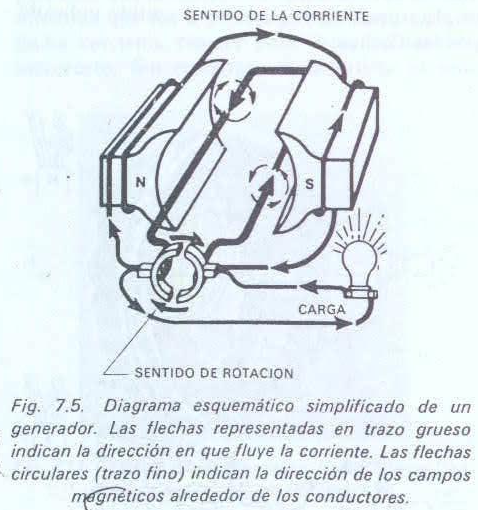 SENTIDO DE LA CORRIENTE
N
S
CARGA
SENTIDO DE ROTACION
Fig. 7.5. Diagrama esquemático simplificado de un
generador. Las flechas representadas en trazo grueso
indican la dirección en que fluye la corriente. Las flechas
circulares (trazo fino) indican la dirección de los campos
magnéticos alrededor de los conductores.